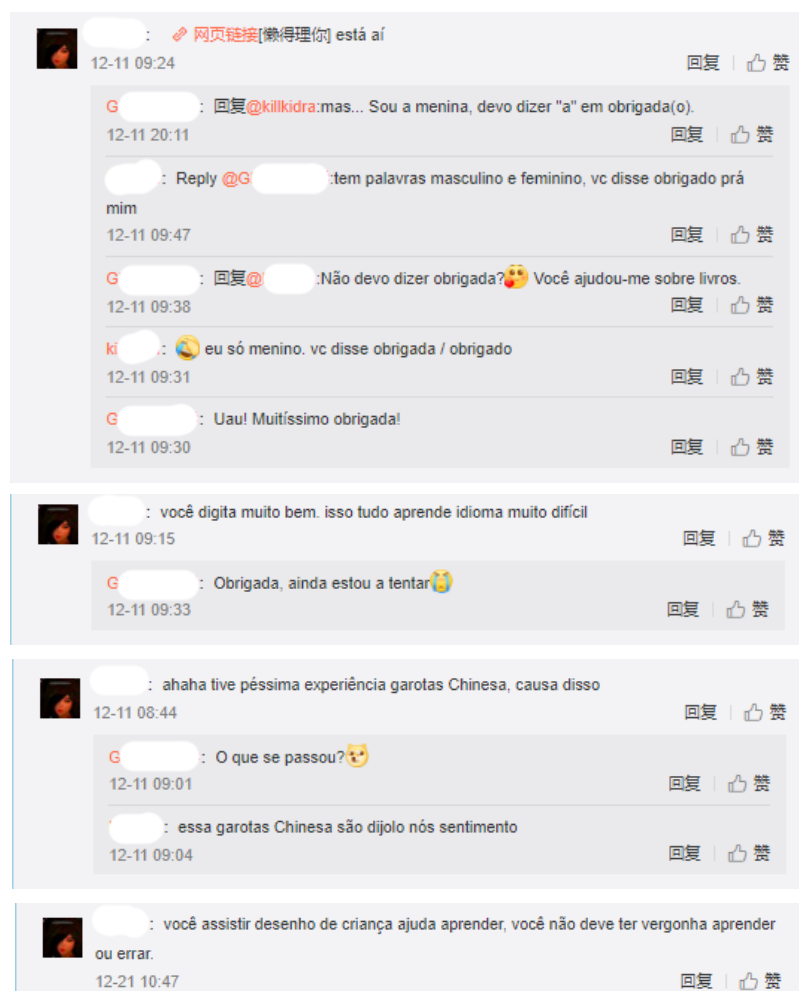 : 网页链接[懒得理你] está aí
12-11 09:24 回复 赞
G : 回复@killkidra:mas... Sou a menina, devo dizer "a" em obrigada(o).
12-11 20:11 回复 赞
: Reply @G :tem palavras masculino e feminino, vc disse obrigado prá
mim
12-11 09:47 回复 赞
G : 回复@ :Não devo dizer obrigada? Você ajudou-me sobre livros.
12-11 09:38 回复 赞
ki : eu só menino. vc disse obrigada / obrigado
12-11 09:31 回复 赞
G : Uau! Muitíssimo obrigada!
12-11 09:30 回复 赞
: você digita muito bem. isso tudo aprende idioma muito difícil
12-11 09:15 回复 赞
G : Obrigada, ainda estou a tentar
12-11 09:33 回复 赞
: ahaha tive péssima experiência garotas Chinesa, causa disso
12-11 08:44 回复 赞
G : O que se passou?
12-11 09:01 回复 赞
: essa garotas Chinesa são dijolo nós sentimento
12-11 09:04 回复 赞
: você assistir desenho de criança ajuda aprender, você não deve ter vergonha aprender
ou errar.
12-21 10:47 回复 赞